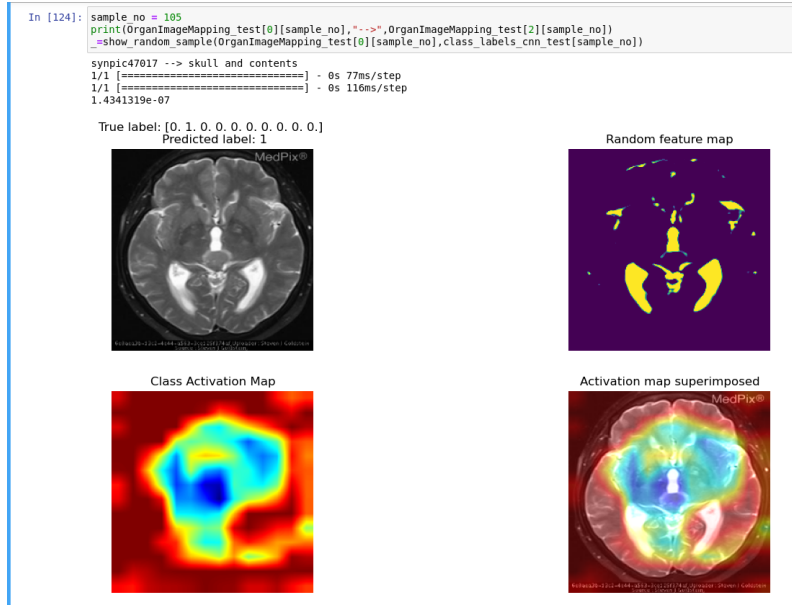 In [124]: sample_no = 105
print(OrganImageMapping_test[0][sample_no],"-->",OrganImageMapping_test[2][sample_no])
_=show_random_sample(OrganImageMapping_test[0][sample_no],class_labels_cnn_test[sample_no])
synpic47017 --> skull and contents
1/1 [==============================] - 0s 77ms/step
1/1 [==============================] - 0s 116ms/step
1.4341319e-07
True label: [0. 1. 0. 0. 0. 0. 0. 0. 0. 0.]
Predicted label: 1
MedPix®
Random feature map
Class Activation Map
Activation map superimposed
MedPix®